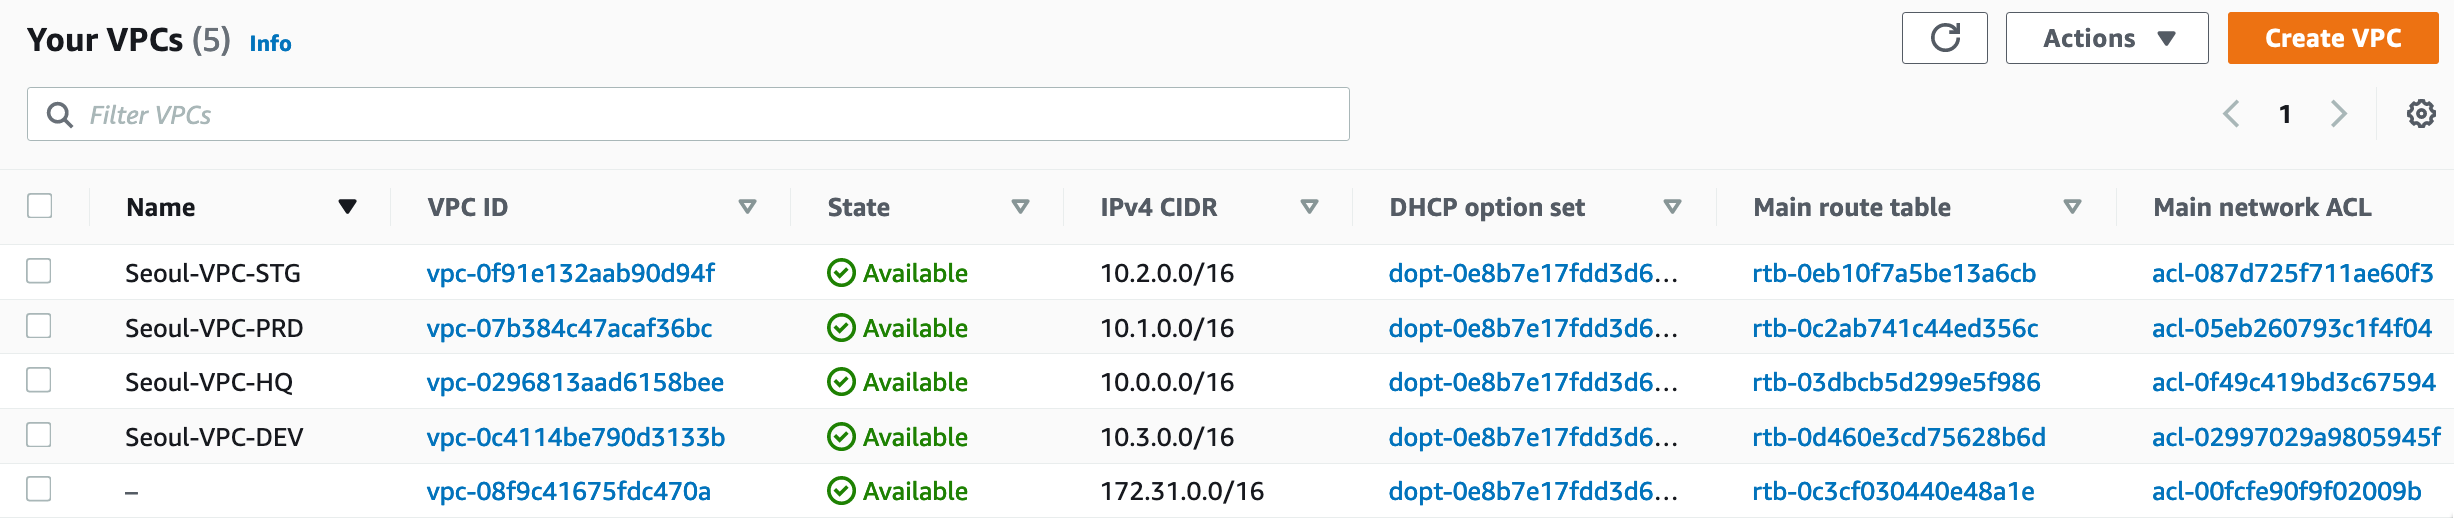 Your VPCs (5) Info
Actions
Create VPC
Filter VPCs
1
Name VPC ID State IPv4 CIDR DHCP option set Main route table Main network ACL
Seoul-VPC-STG vpc-0f91e132aab90d94f Available 10.2.0.0/16 dopt-0e8b7e17fdd3d6... rtb-0eb10f7a5be13a6cb acl-087d725f711ae60f3
Seoul-VPC-PRD vpc-07b384c47acaf36bc Available 10.1.0.0/16 dopt-0e8b7e17fdd3d6... rtb-0c2ab741c44ed356c acl-05eb260793c1f4f04
Seoul-VPC-HQ vpc-0296813aad6158bee Available 10.0.0.0/16 dopt-0e8b7e17fdd3d6... rtb-03dbcb5d299e5f986 acl-0f49c419bd3c67594
Seoul-VPC-DEV vpc-0c4114be790d3133b Available 10.3.0.0/16 dopt-0e8b7e17fdd3d6... rtb-0d460e3cd75628b6d acl-02997029a9805945f
– vpc-08f9c41675fdc470a Available 172.31.0.0/16 dopt-0e8b7e17fdd3d6... rtb-0c3cf030440e48a1e acl-00fcfe90f9f02009b